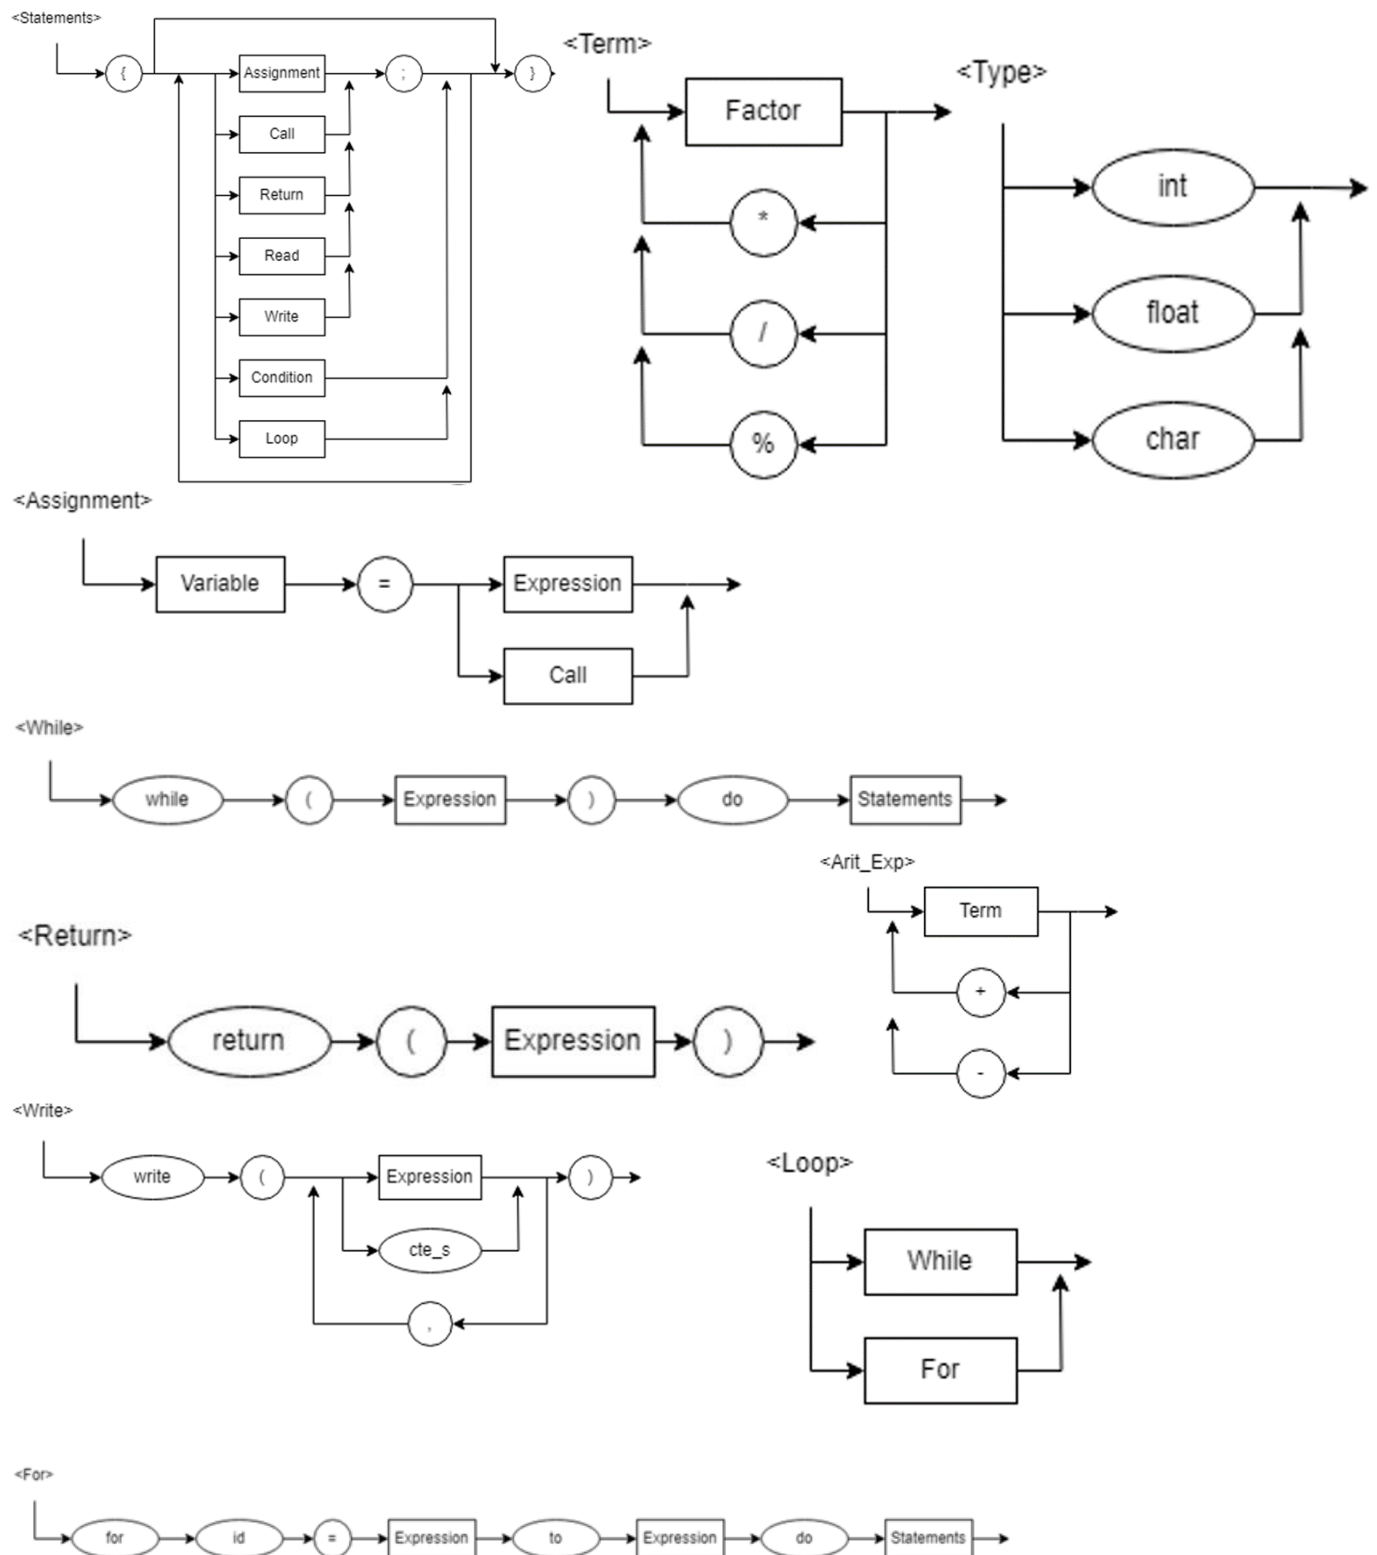 <Statements>
{ Assignment ; }
Call
Return
Read
Write
Condition
Loop
<Term>
Factor
*
/
%
<Type>
int
float
char
<Assignment>
Variable = Expression
Call
<While>
while ( Expression ) do Statements
<Arit_Exp>
Term
+
-
<Return>
return ( Expression )
<Write>
write ( Expression )
cte_s
,
<Loop>
While
For
<For>
for id = Expression to Expression do Statements